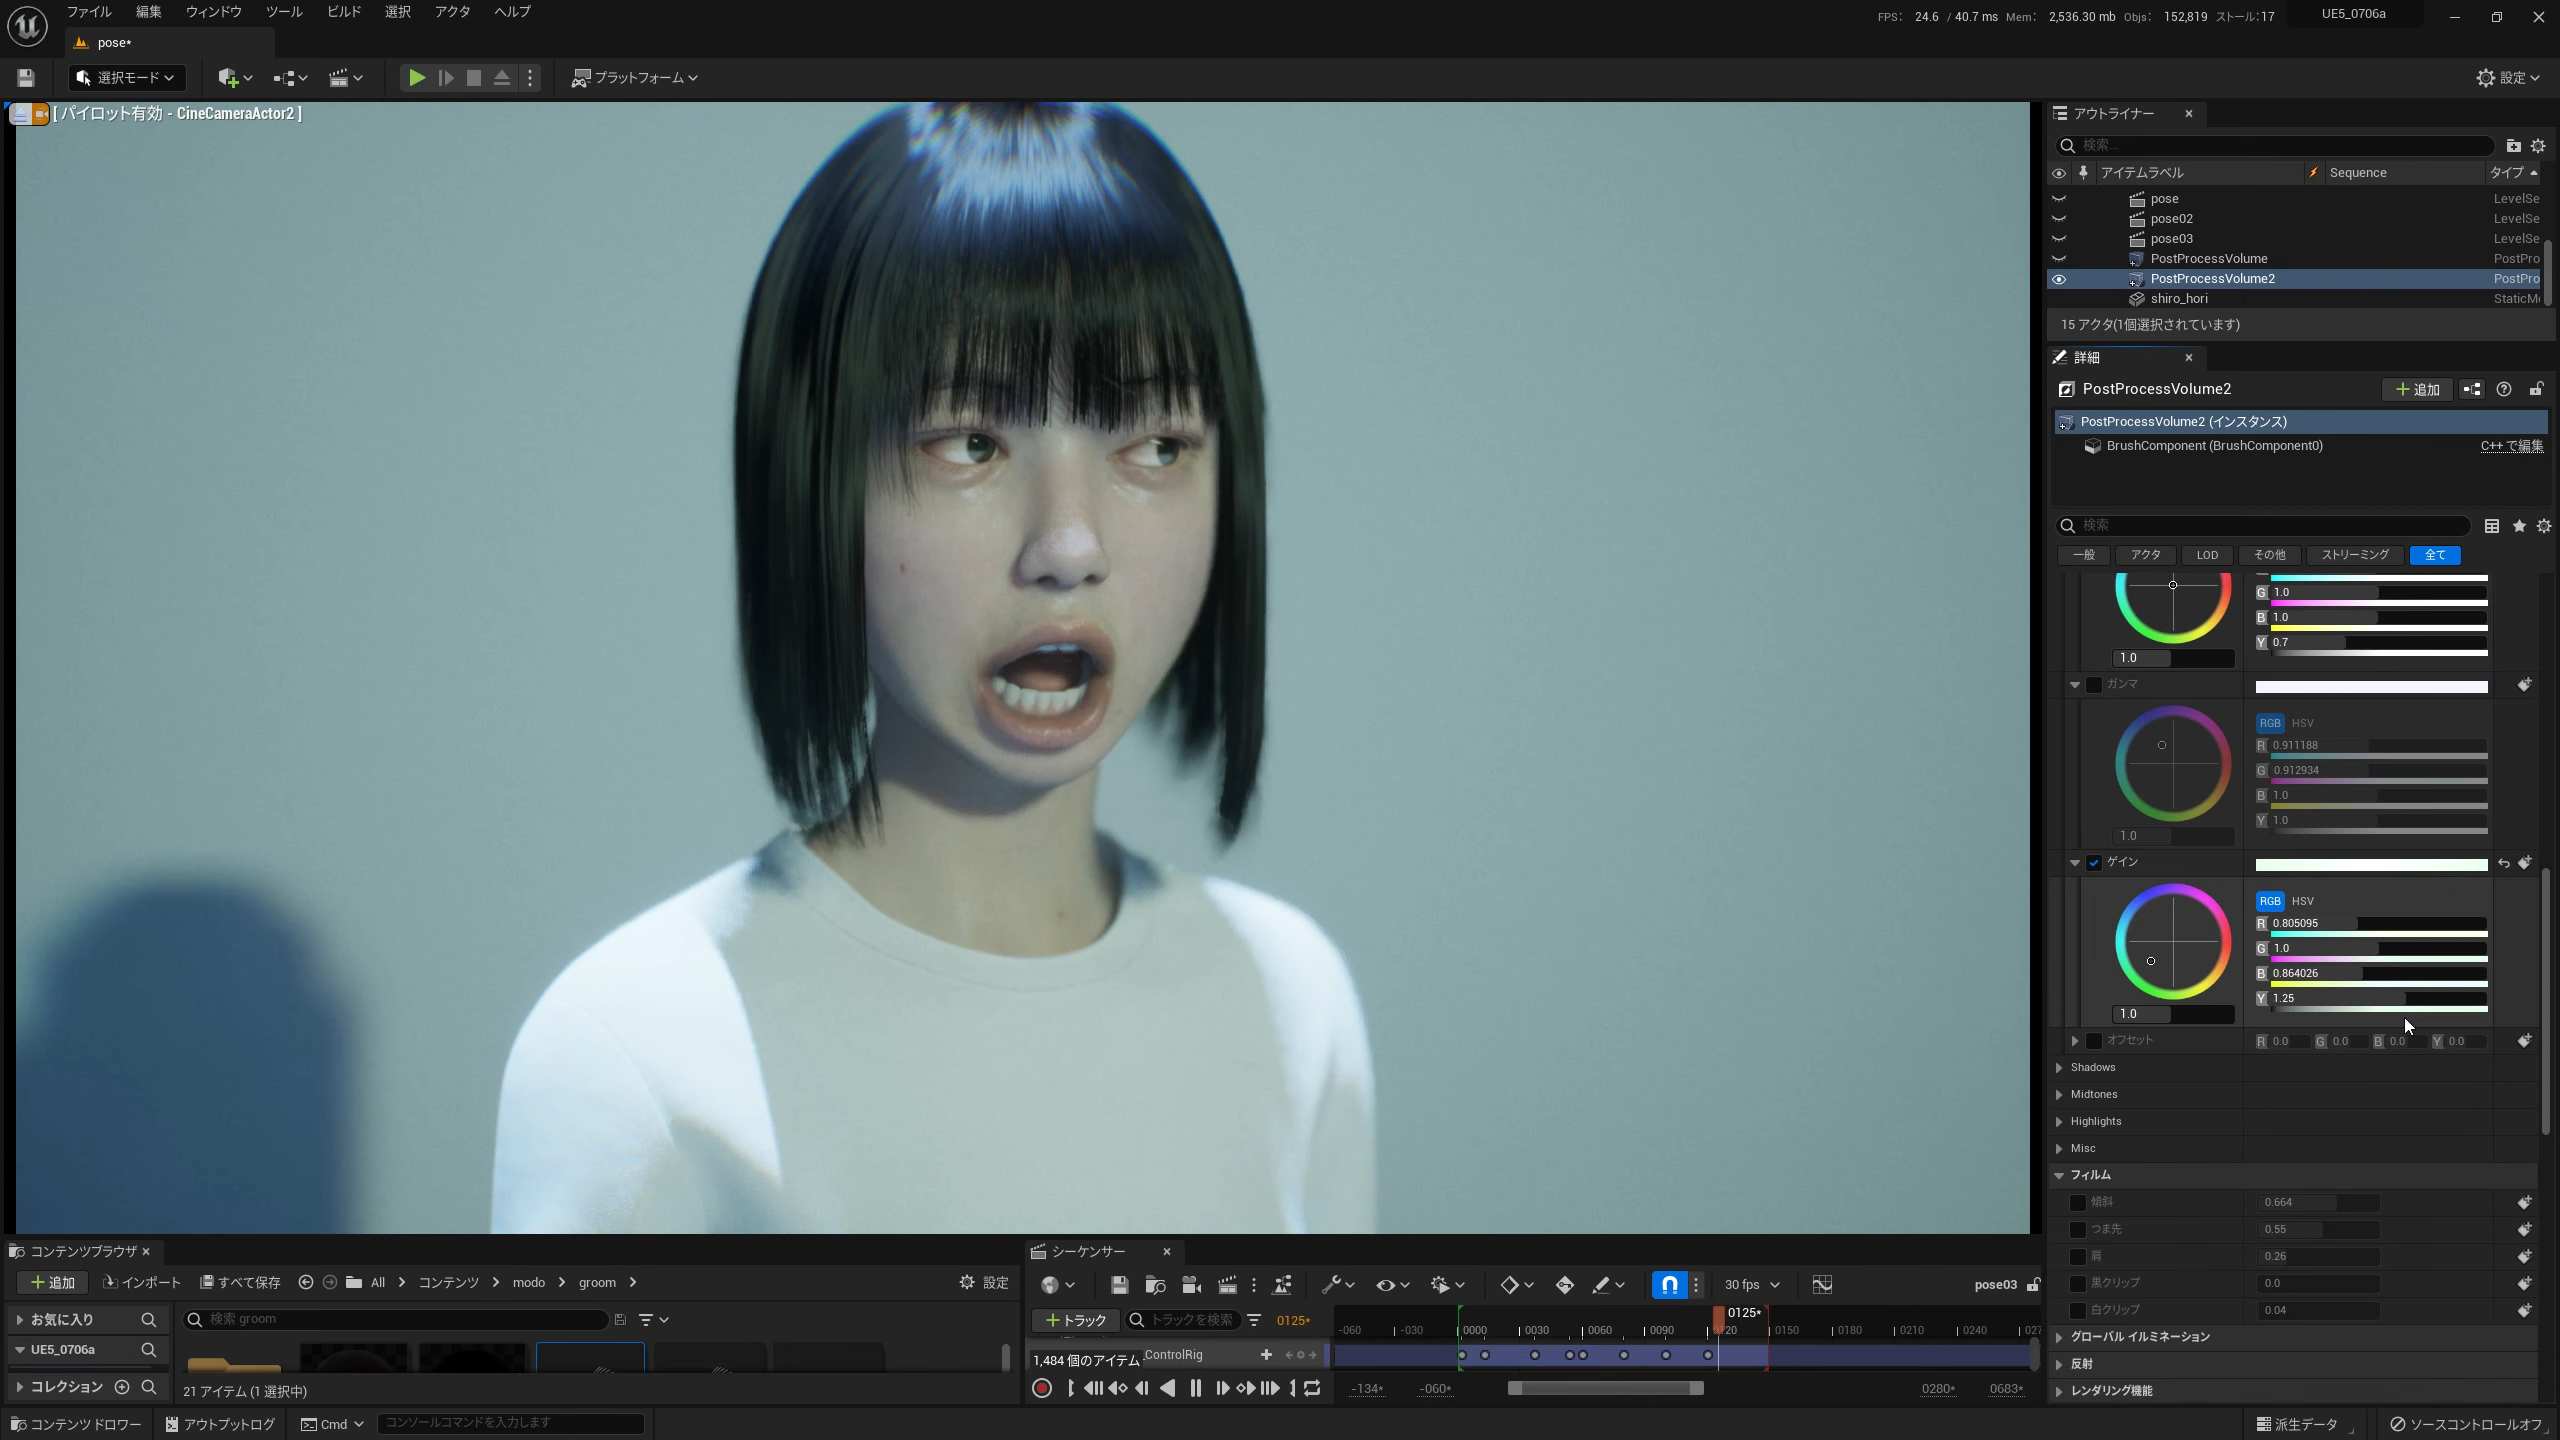 ファイル 編集 ウィンドウ ツール ビルド 選択 アクタ ヘルプ
FPS: 24.6 / 40.7 ms Mem: 2,536.30 mb Objs: 152,819 ストール: 17
UE5_0706a
pose*
選択モード
プラットフォーム
設定
[ パイロット有効 - CineCameraActor2 ]
アウトライナー
検索...
アイテムラベル Sequence タイプ
pose LevelSe
pose02 LevelSe
pose03 LevelSe
PostProcessVolume PostPro
PostProcessVolume2 PostPro
shiro_hori StaticMe
15 アクタ(1個選択されています)
詳細
PostProcessVolume2
追加
PostProcessVolume2 (インスタンス)
BrushComponent (BrushComponent0) C++ で編集
検索
一般 アクタ LOD その他 ストリーミング 全て
G 1.0
B 1.0
Y 0.7
1.0
ガンマ
RGB HSV
R 0.911188
G 0.912934
B 1.0
Y 1.0
1.0
ゲイン
RGB HSV
R 0.805095
G 1.0
B 0.864026
Y 1.25
1.0
オフセット R 0.0 G 0.0 B 0.0 Y 0.0
Shadows
Midtones
Highlights
Misc
フィルム
傾斜 0.664
つま先 0.55
肩 0.26
黒クリップ 0.0
白クリップ 0.04
グローバル イルミネーション
反射
レンダリング機能
コンテンツブラウザ
追加 インポート すべて保存 All コンテンツ modo groom 設定
お気に入り
検索 groom
UE5_0706a
コレクション
21 アイテム (1 選択中)
シーケンサー
30 fps pose03
トラック トラックを検索 0125*
0125*
-060 -030 0000 0030 0060 0090 0120 0150 0180 0210 0240
1,484 個のアイテム
_ControlRig
-134* -060* 0280* 0683*
コンテンツ ドロワー アウトプットログ Cmd コンソールコマンドを入力します
派生データ ソースコントロールオフ